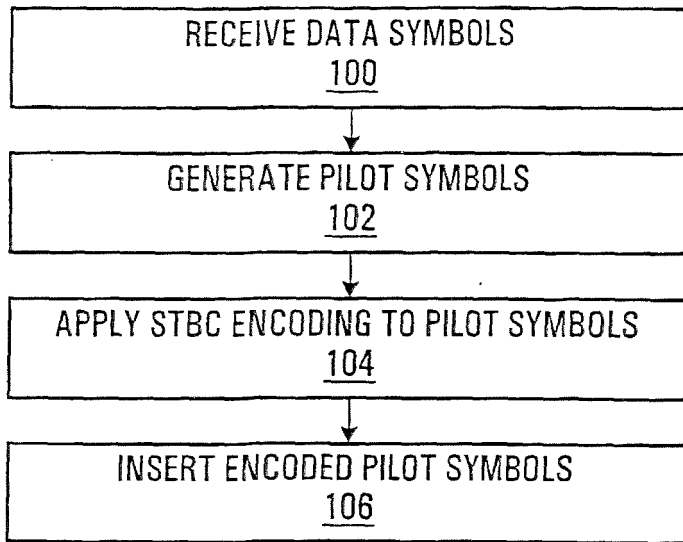 RECEIVE DATA SYMBOLS
100
GENERATE PILOT SYMBOLS
102
APPLY STBC ENCODING TO PILOT SYMBOLS
104
INSERT ENCODED PILOT SYMBOLS
106